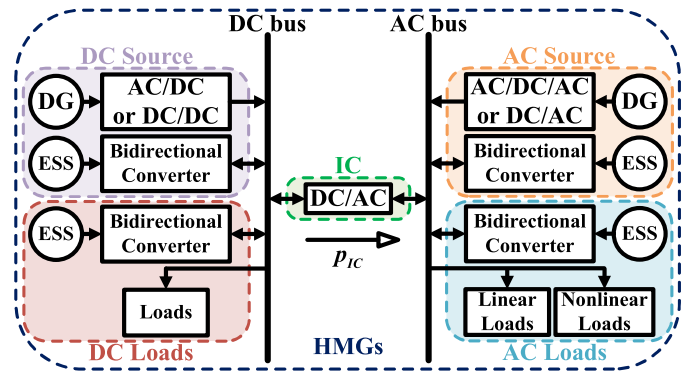 DC bus
AC bus
DC Source
AC Source
DG
AC/DC
or DC/DC
AC/DC/AC
or DC/AC
DG
ESS
Bidirectional
Converter
IC
DC/AC
Bidirectional
Converter
ESS
ESS
Bidirectional
Converter
p_IC
Bidirectional
Converter
ESS
Loads
Linear
Loads
Nonlinear
Loads
DC Loads
HMGs
AC Loads